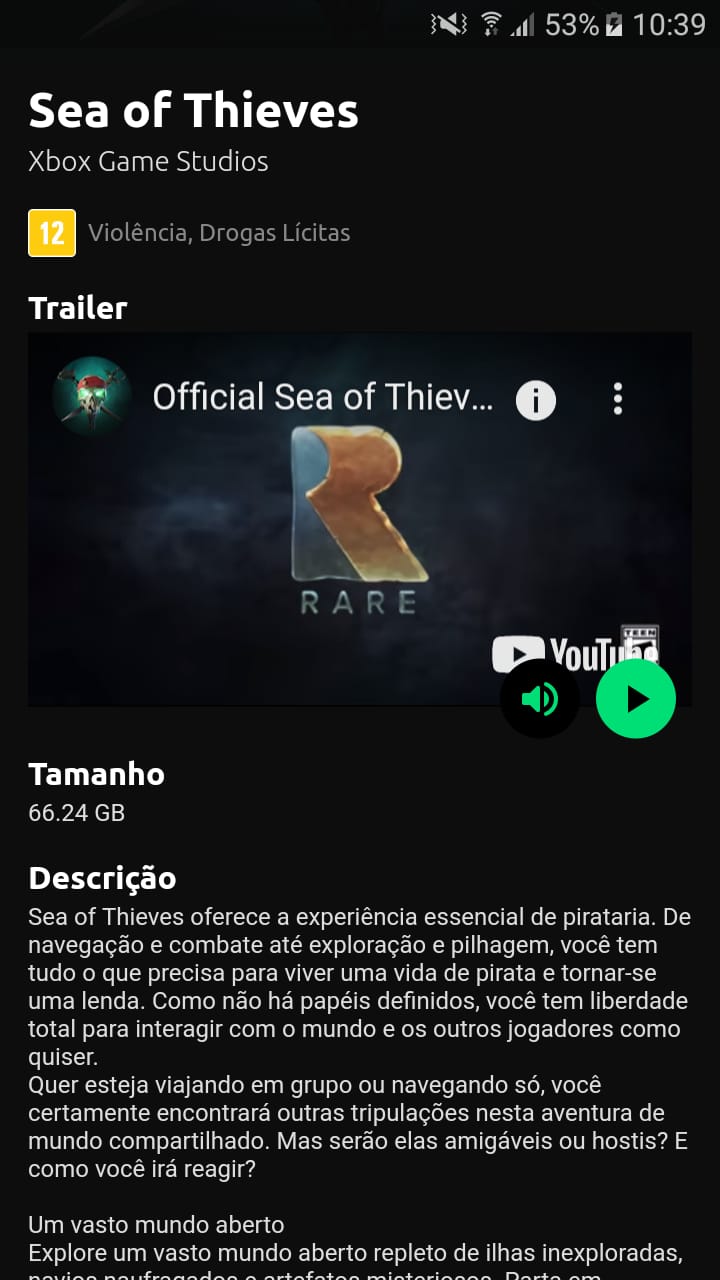 53% 10:39
Sea of Thieves
Xbox Game Studios
12 Violência, Drogas Lícitas
Trailer
Official Sea of Thiev...
RARE
TEEN
YouTube
Tamanho
66.24 GB
Descrição
Sea of Thieves oferece a experiência essencial de pirataria. De
navegação e combate até exploração e pilhagem, você tem
tudo o que precisa para viver uma vida de pirata e tornar-se
uma lenda. Como não há papéis definidos, você tem liberdade
total para interagir com o mundo e os outros jogadores como
quiser.
Quer esteja viajando em grupo ou navegando só, você
certamente encontrará outras tripulações nesta aventura de
mundo compartilhado. Mas serão elas amigáveis ou hostis? E
como você irá reagir?
Um vasto mundo aberto
Explore um vasto mundo aberto repleto de ilhas inexploradas,
navios naufragados e artefatos misteriosos. Parta em